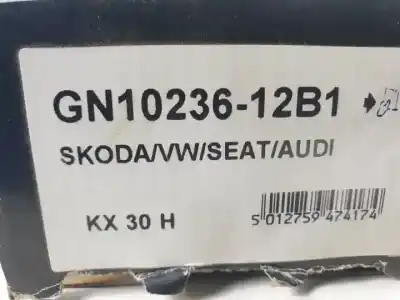 GN10236-12B1
SKODA/VW/SEAT/AUDI
KX 30 H
5 012759 474174